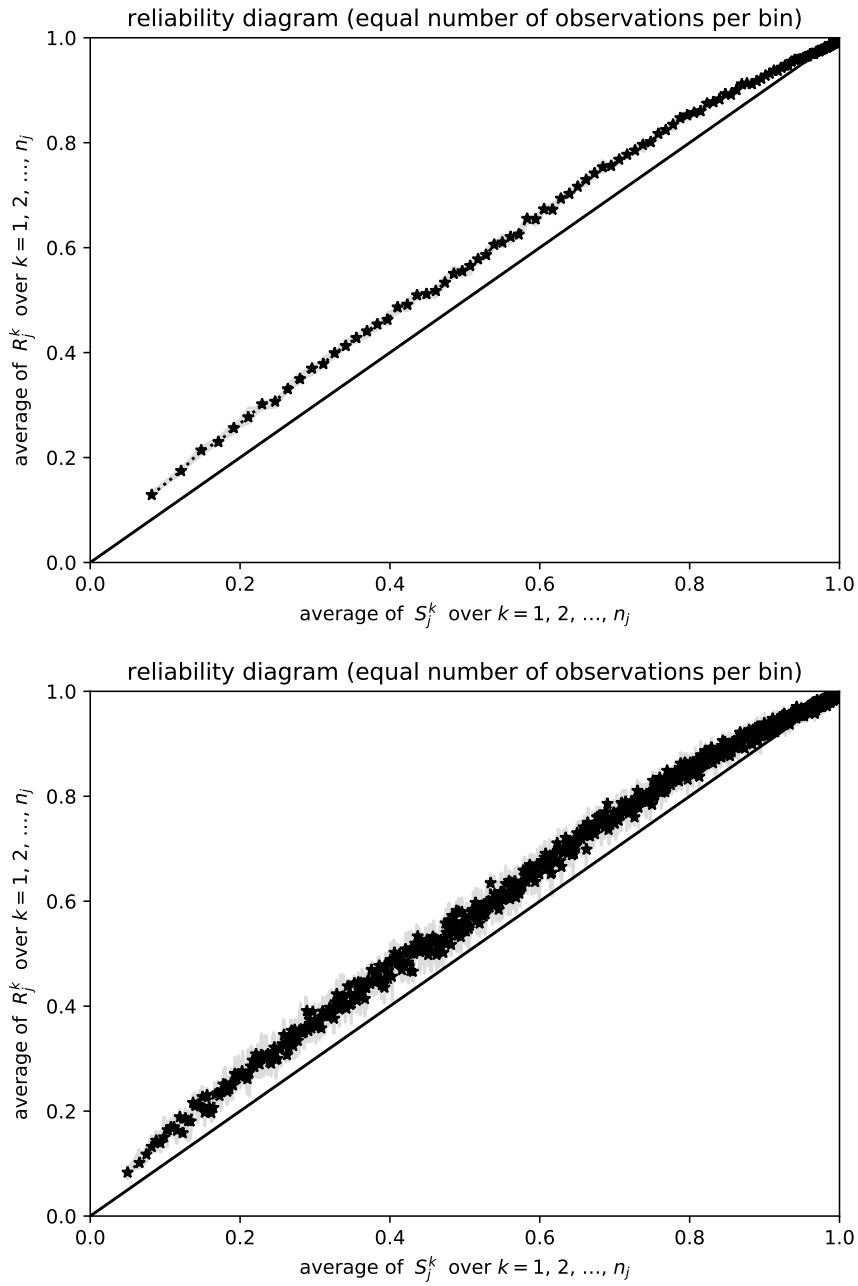 reliability diagram (equal number of observations per bin)
1.0
0.8
0.6
0.4
0.2
0.0
average of R_j^k over k = 1, 2, ..., n_j
0.0 0.2 0.4 0.6 0.8 1.0
average of S_j^k over k = 1, 2, ..., n_j
reliability diagram (equal number of observations per bin)
1.0
0.8
0.6
0.4
0.2
0.0
average of R_j^k over k = 1, 2, ..., n_j
0.0 0.2 0.4 0.6 0.8 1.0
average of S_j^k over k = 1, 2, ..., n_j